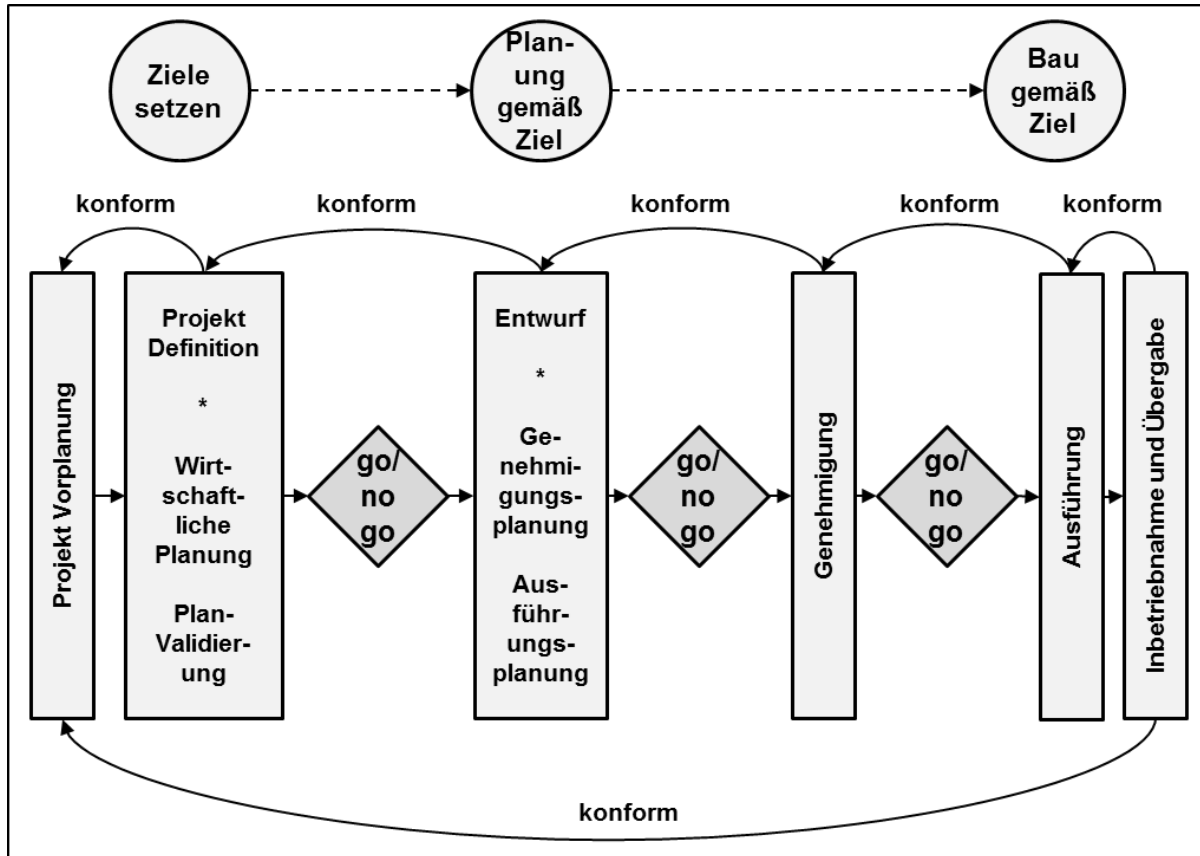 Ziele
setzen
Plan-
ung
gemäß
Ziel
Bau
gemäß
Ziel
konform
konform
konform
konform
konform
Projekt Vorplanung
Projekt
Definition
*
Wirt-
schaft-
liche
Planung
Plan-
Validier-
ung
go/
no
go
Entwurf
*
Ge-
nehmi-
gungs-
planung
Aus-
führ-
ungs-
planung
go/
no
go
Genehmigung
go/
no
go
Ausführung
Inbetriebnahme und Übergabe
konform